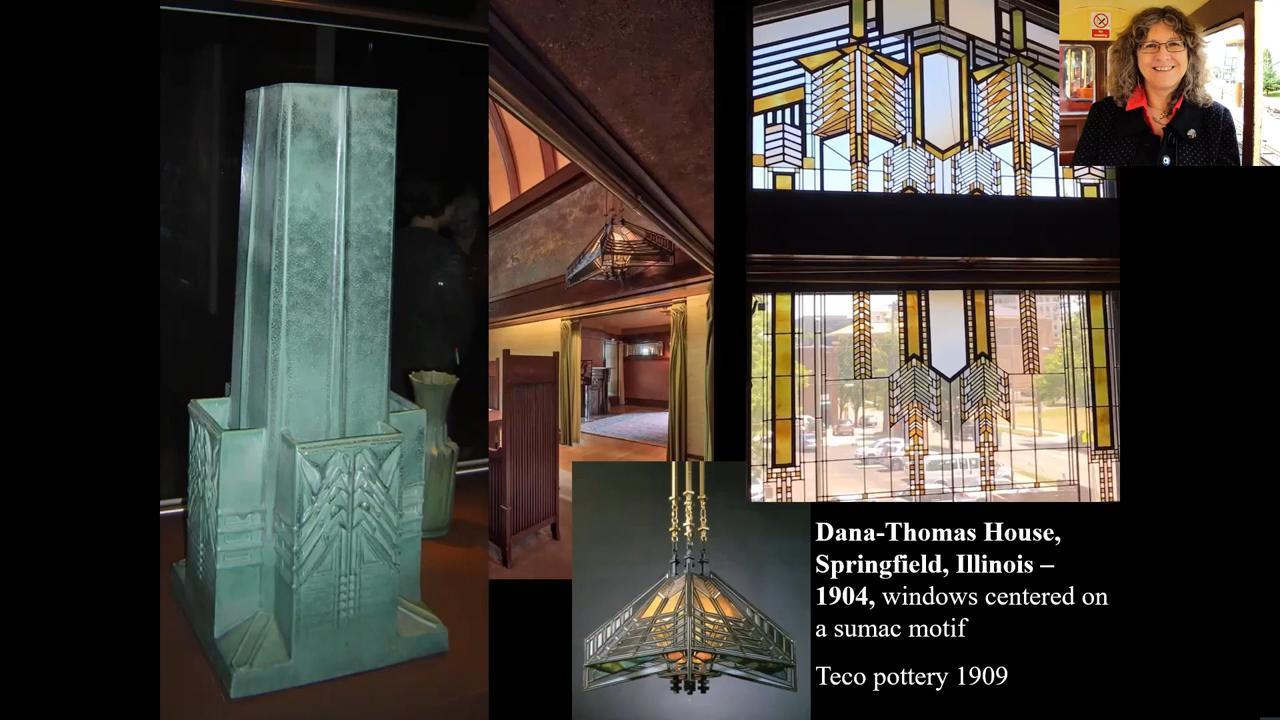 Dana-Thomas House,
Springfield, Illinois –
1904, windows centered on
a sumac motif
Teco pottery 1909